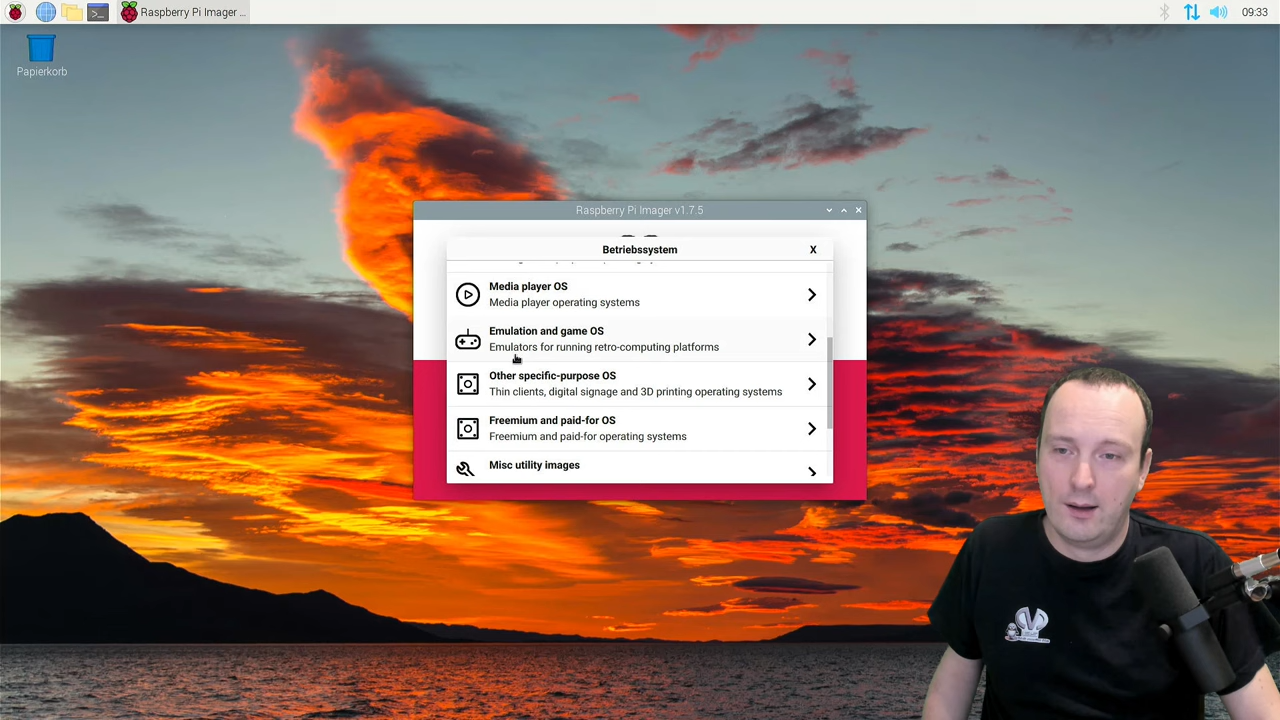 Raspberry Pi Imager ...
09:33
Papierkorb
Raspberry Pi Imager v1.7.5
Betriebssystem
X
Media player OS
Media player operating systems
Emulation and game OS
Emulators for running retro-computing platforms
Other specific-purpose OS
Thin clients, digital signage and 3D printing operating systems
Freemium and paid-for OS
Freemium and paid-for operating systems
Misc utility images